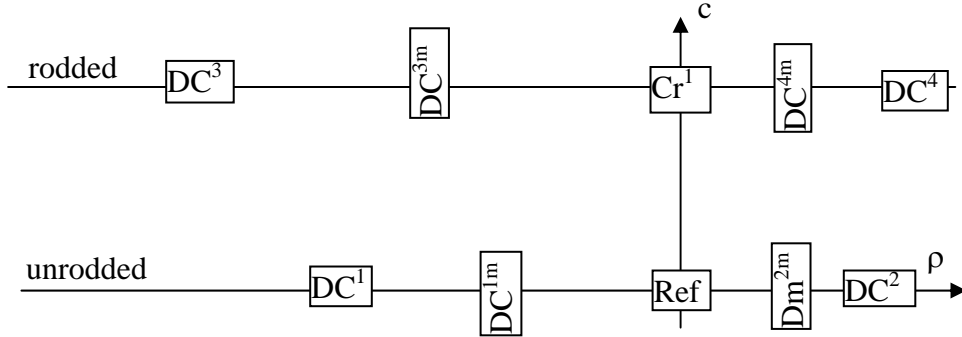 c
rodded DC³ DC³ᵐ Cr¹ DC⁴ᵐ DC⁴
unrodded DC¹ DC¹ᵐ Ref Dm²ᵐ DC² ρ